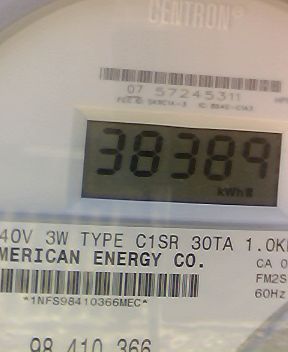 CENTRON®
07 57245311
38389
kWh
40V 3W TYPE C1SR 30TA 1.0K
MERICAN ENERGY CO.
CA 0
FM2S
*1NFS98410366MEC*
60Hz
98 410 366